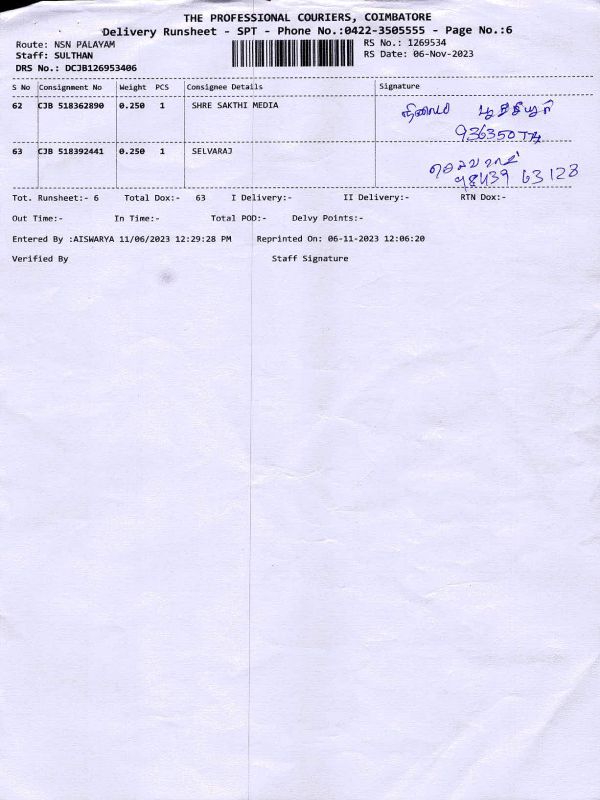 THE PROFESSIONAL COURIERS, COIMBATORE
Delivery Runsheet - SPT - Phone No.:0422-3505555 - Page No.:6
Route: NSN PALAYAM
RS No.: 1269534
Staff: SULTHAN
RS Date: 06-Nov-2023
DRS No.: DCJB126953406
S No Consignment No Weight PCS Consignee Details Signature
62 CJB 518362890 0.250 1 SHRE SAKTHI MEDIA
63 CJB 518392441 0.250 1 SELVARAJ
செல்வராஜ்
98439 63128
Tot. Runsheet:- 6 Total Dox:- 63 I Delivery:- II Delivery:- RTN Dox:-
Out Time:- In Time:- Total POD:- Delvy Points:-
Entered By :AISWARYA 11/06/2023 12:29:28 PM Reprinted On: 06-11-2023 12:06:20
Verified By Staff Signature